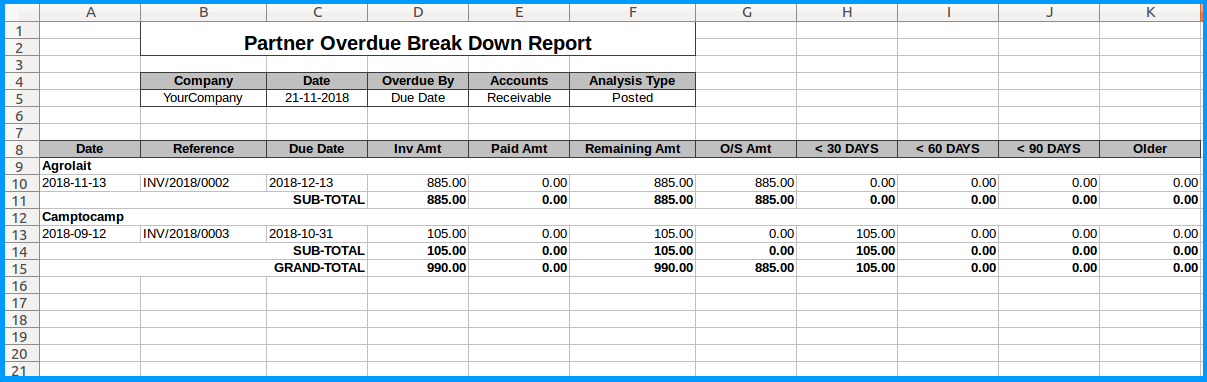 A B C D E F G H I J K
1
Partner Overdue Break Down Report
2
3
4 Company Date Overdue By Accounts Analysis Type
5 YourCompany 21-11-2018 Due Date Receivable Posted
6
7
8 Date Reference Due Date Inv Amt Paid Amt Remaining Amt O/S Amt < 30 DAYS < 60 DAYS < 90 DAYS Older
9 Agrolait
10 2018-11-13 INV/2018/0002 2018-12-13 885.00 0.00 885.00 885.00 0.00 0.00 0.00 0.00
11 SUB-TOTAL 885.00 0.00 885.00 885.00 0.00 0.00 0.00 0.00
12 Camptocamp
13 2018-09-12 INV/2018/0003 2018-10-31 105.00 0.00 105.00 0.00 105.00 0.00 0.00 0.00
14 SUB-TOTAL 105.00 0.00 105.00 0.00 105.00 0.00 0.00 0.00
15 GRAND-TOTAL 990.00 0.00 990.00 885.00 105.00 0.00 0.00 0.00
16
17
18
19
20
21